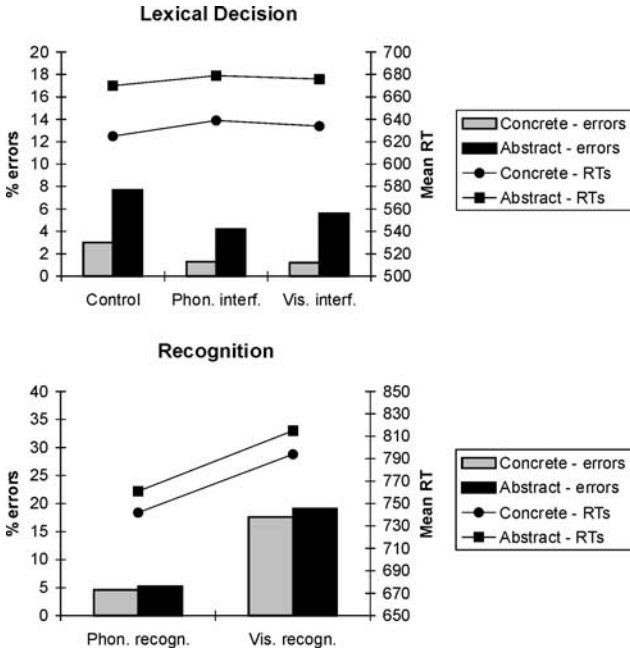 Lexical Decision
% errors
20
18
16
14
12
10
8
6
4
2
0
Mean RT
700
680
660
640
620
600
580
560
540
520
500
Control
Phon. interf.
Vis. interf.
Concrete - errors
Abstract - errors
Concrete - RTs
Abstract - RTs
Recognition
% errors
40
35
30
25
20
15
10
5
0
Mean RT
850
830
810
790
770
750
730
710
690
670
650
Phon. recogn.
Vis. recogn.
Concrete - errors
Abstract - errors
Concrete - RTs
Abstract - RTs